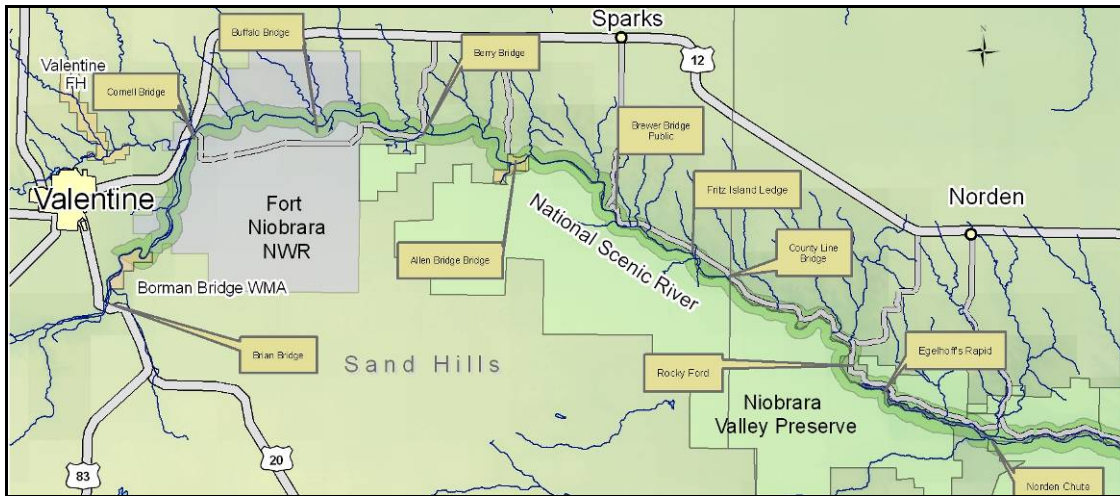 Sparks
12
Buffalo Bridge
Berry Bridge
Valentine
FH
Cornell Bridge
Brewer Bridge
Public
Valentine
Fort
Niobrara
NWR
Fritz Island Ledge
Norden
National Scenic River
Allen Bridge Bridge
County Line
Bridge
Borman Bridge WMA
Brian Bridge
Sand Hills
Rocky Ford
Egelhoff's Rapid
Niobrara
Valley Preserve
83
20
Norden Chute
N